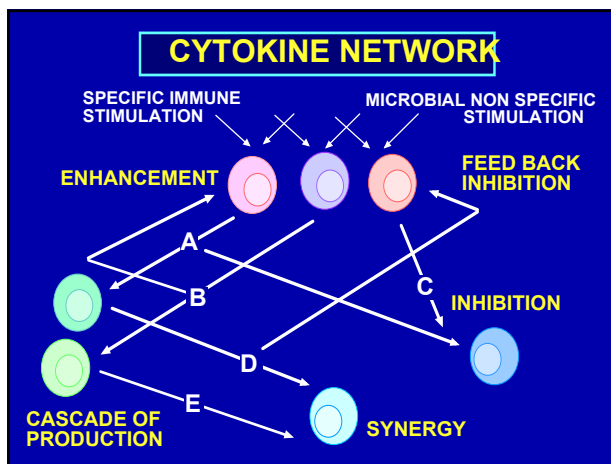 CYTOKINE NETWORK
SPECIFIC IMMUNE
STIMULATION
MICROBIAL NON SPECIFIC
STIMULATION
ENHANCEMENT
FEED BACK
INHIBITION
A
B
C
INHIBITION
D
E
CASCADE OF
PRODUCTION
SYNERGY